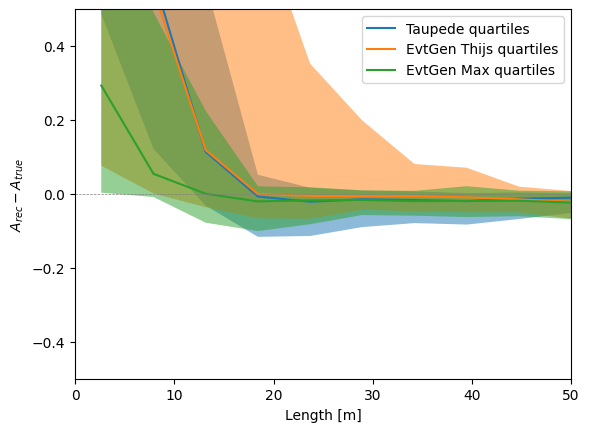 0.4
0.2
0.0
−0.2
−0.4
A_rec − A_true
Taupede quartiles
EvtGen Thijs quartiles
EvtGen Max quartiles
0 10 20 30 40 50
Length [m]